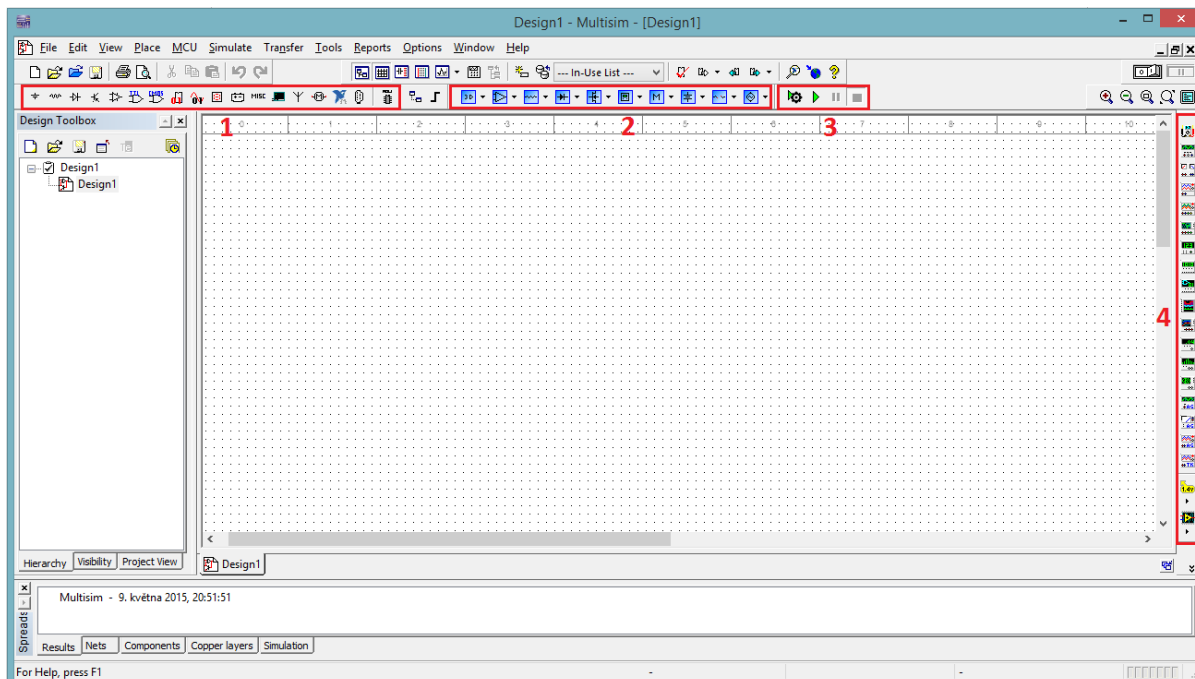 Design1 - Multisim - [Design1]
File Edit View Place MCU Simulate Transfer Tools Reports Options Window Help
--- In-Use List ---
MISC
Design Toolbox
1 2 3
Design1
Design1
4
Hierarchy Visibility Project View
Design1
Multisim - 9. května 2015, 20:51:51
Spreads
Results Nets Components Copper layers Simulation
For Help, press F1 - -